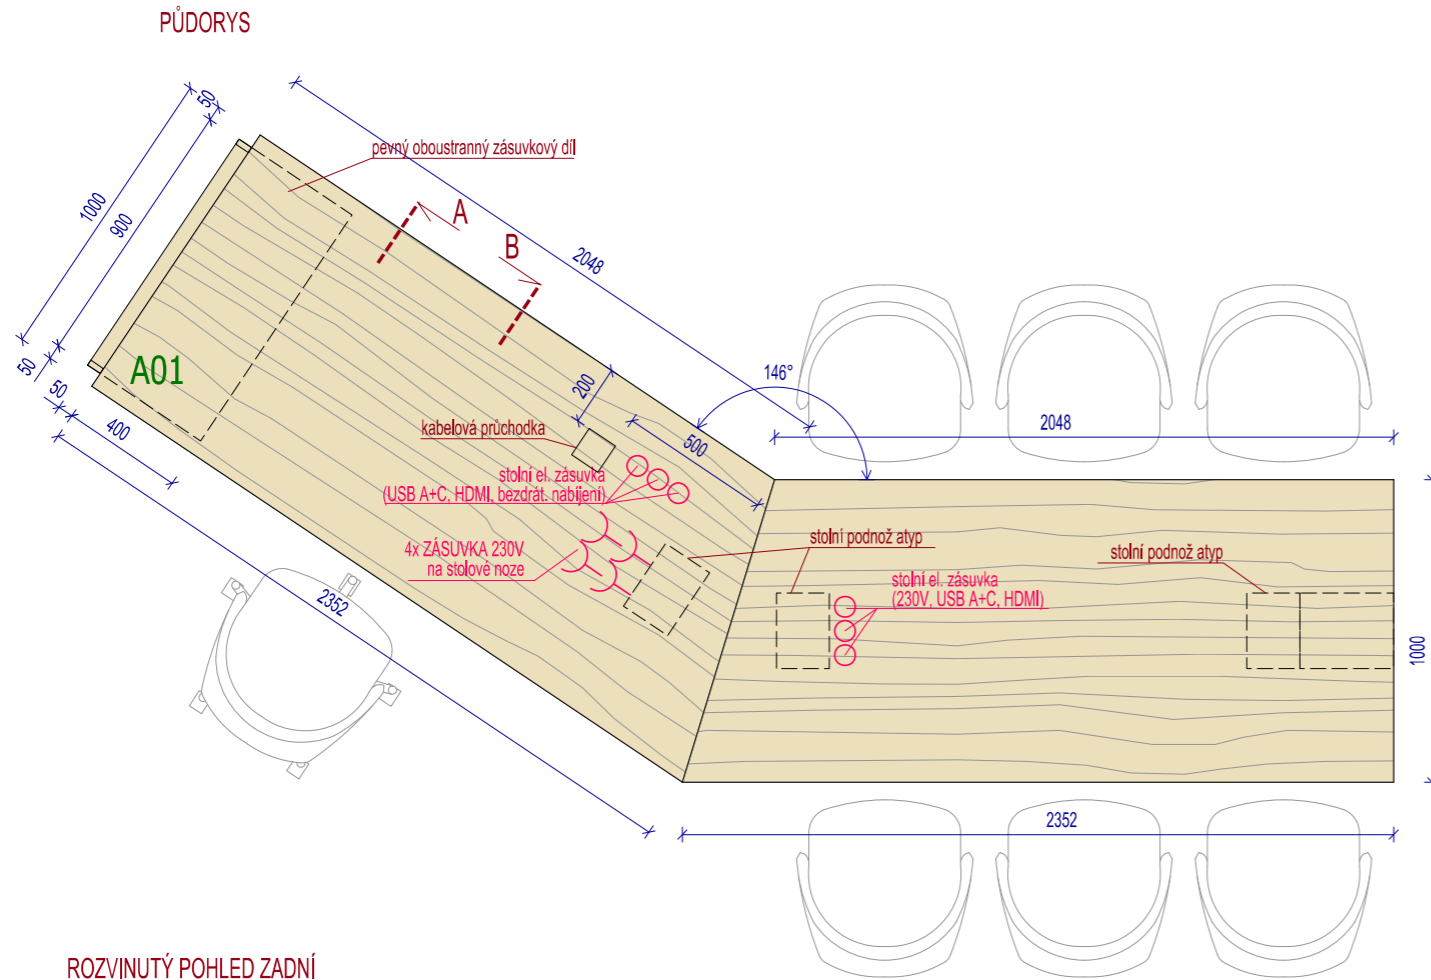 PŮDORYS
50
2048
pevný oboustranný zásuvkový díl
1000
900
A
B
2048
50
A01
50
400
200
146°
kabelová průchodka
500
2048
stolní el. zásuvka
(USB A+C, HDMI, bezdrát. nabíjení)
4x ZÁSUVKA 230V
na stolové noze
stolní podnož atyp
stolní podnož atyp
stolní el. zásuvka
(230V, USB A+C, HDMI)
2352
1000
2352
ROZVINUTÝ POHLED ZADNÍ